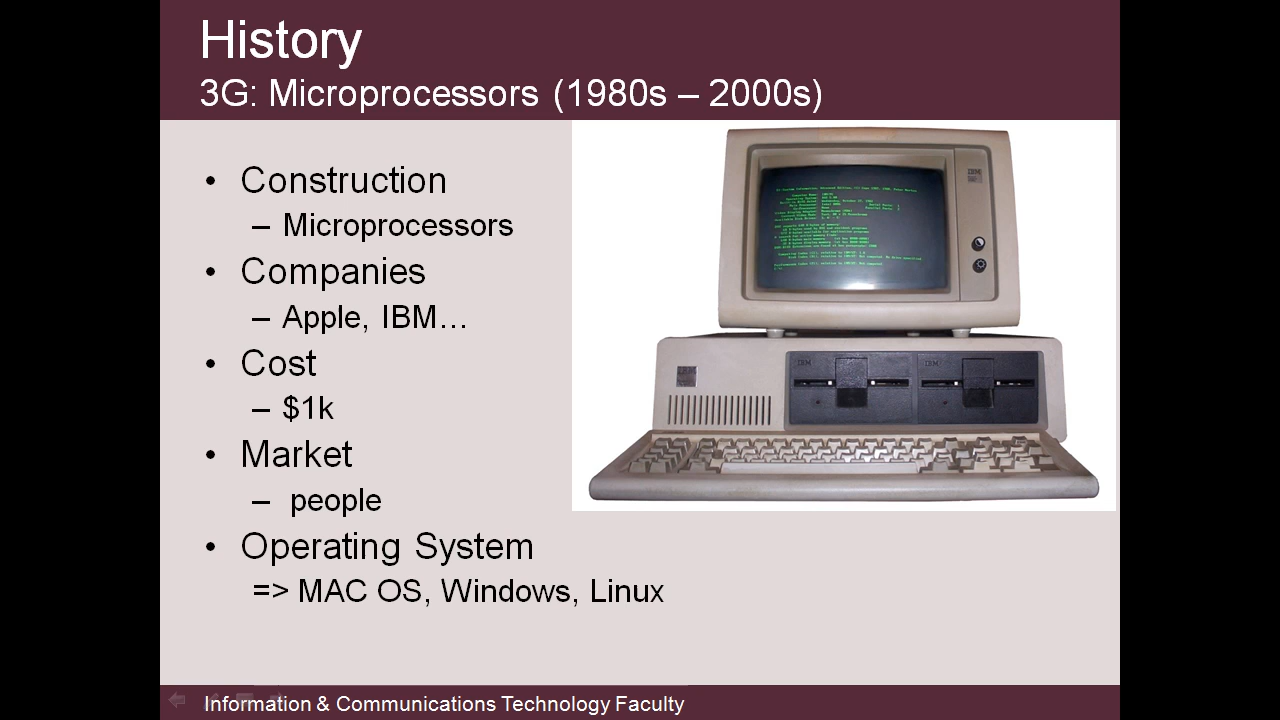 History
3G: Microprocessors (1980s – 2000s)
• Construction
– Microprocessors
• Companies
– Apple, IBM…
• Cost
– $1k
• Market
– people
• Operating System
=> MAC OS, Windows, Linux
IBM
IBM
IBM
IBM
Information & Communications Technology Faculty